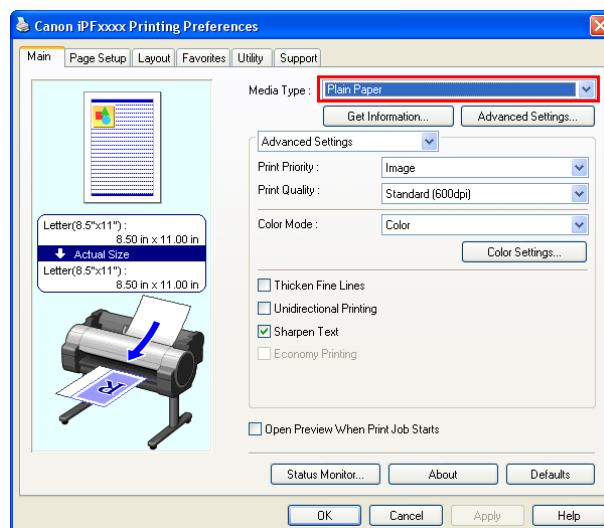 Canon iPFxxxx Printing Preferences
Main Page Setup Layout Favorites Utility Support
Media Type : Plain Paper
Get Information... Advanced Settings...
Advanced Settings
Print Priority : Image
Print Quality : Standard (600dpi)
Color Mode : Color
Color Settings...
Letter(8.5"x11") :
8.50 in x 11.00 in
Actual Size
Letter(8.5"x11") :
8.50 in x 11.00 in
Thicken Fine Lines
Unidirectional Printing
Sharpen Text
Economy Printing
R
Open Preview When Print Job Starts
Status Monitor... About Defaults
OK Cancel Apply Help